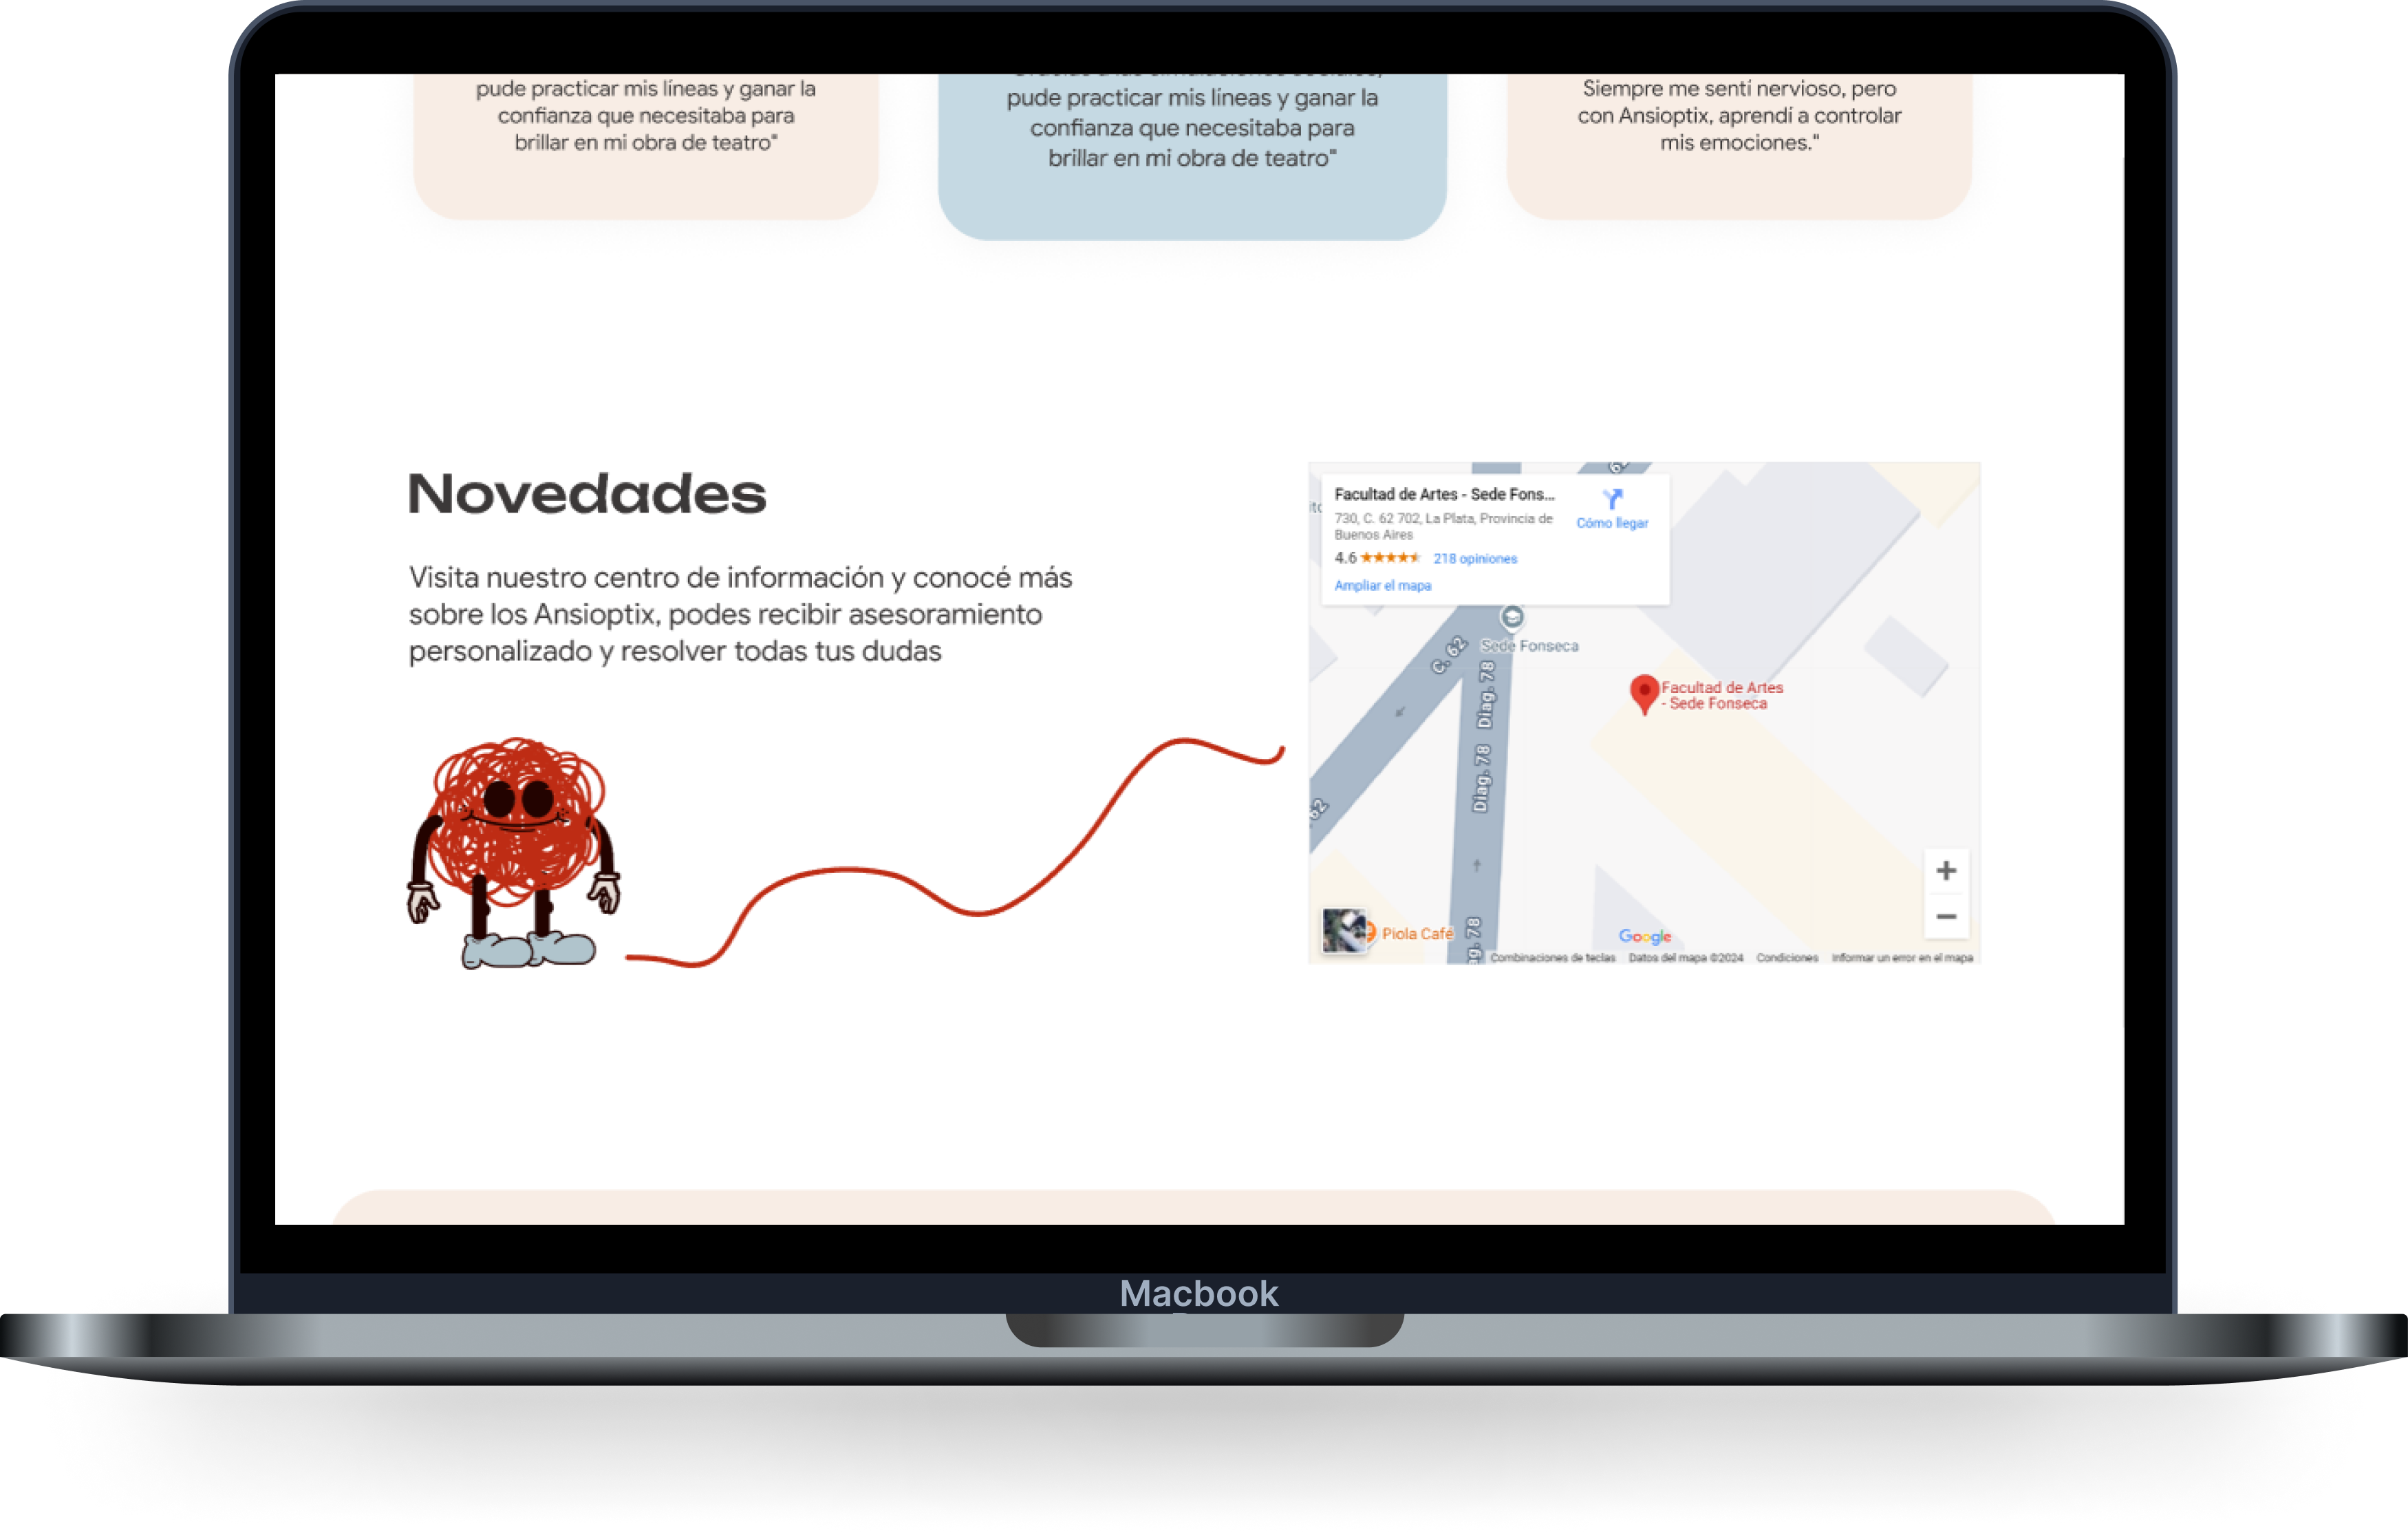 pude practicar mis líneas y ganar la
confianza que necesitaba para
brillar en mi obra de teatro"
pude practicar mis líneas y ganar la
confianza que necesitaba para
brillar en mi obra de teatro"
Siempre me sentí nervioso, pero
con Ansioptix, aprendí a controlar
mis emociones."
Novedades
Visita nuestro centro de información y conocé más
sobre los Ansioptix, podes recibir asesoramiento
personalizado y resolver todas tus dudas
Facultad de Artes - Sede Fons...
730, C. 62 702, La Plata, Provincia de
Buenos Aires
4.6
218 opiniones
Ampliar el mapa
Cómo llegar
Sede Fonseca
C. 62
Diag. 78
Diag. 78
62
Facultad de Artes
- Sede Fonseca
Piola Café
Google
Combinaciones de teclas
Datos del mapa ©2024
Condiciones
Informar un error en el mapa
Macbook